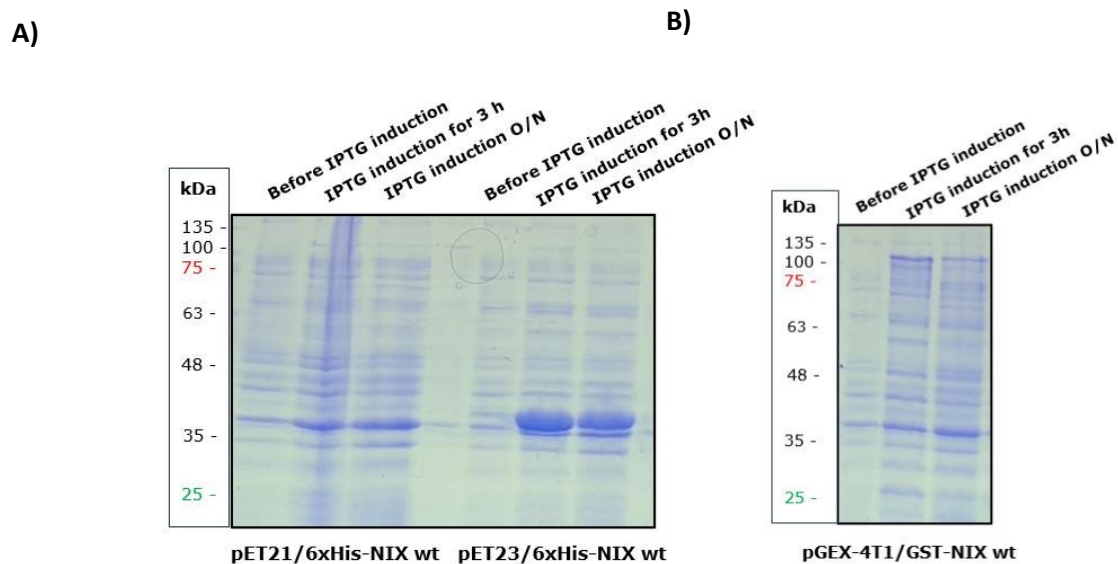 A)
B)
Before IPTG induction
IPTG induction for 3 h
IPTG induction O/N
Before IPTG induction
IPTG induction for 3h
IPTG induction O/N
kDa
135 -
100 -
75 -
63 -
48 -
35 -
25 -
pET21/6xHis-NIX wt
pET23/6xHis-NIX wt
Before IPTG induction
IPTG induction for 3h
IPTG induction O/N
kDa
135 -
100 -
75 -
63 -
48 -
35 -
25 -
pGEX-4T1/GST-NIX wt